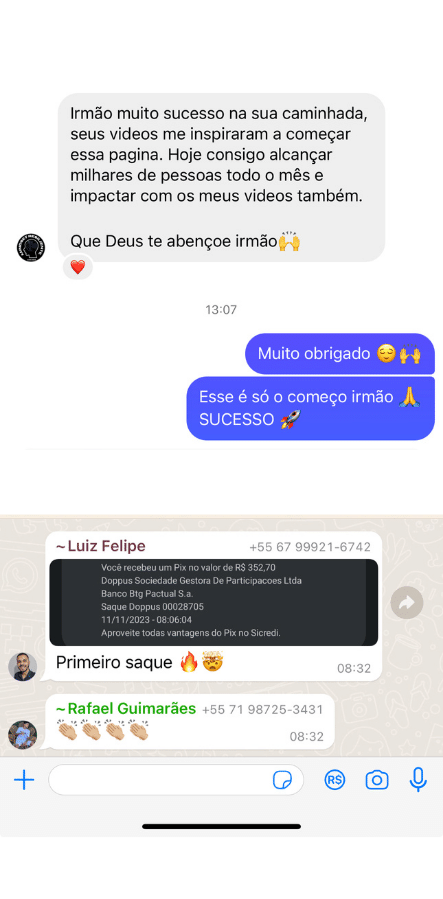 Irmão muito sucesso na sua caminhada,
seus videos me inspiraram a começar
essa pagina. Hoje consigo alcançar
milhares de pessoas todo o mês e
impactar com os meus videos também.
Que Deus te abençoe irmão🙌
13:07
Muito obrigado 😌🙌
Esse é só o começo irmão 🙏
SUCESSO 🚀
~Luiz Felipe +55 67 99921-6742
Você recebeu um Pix no valor de R$ 352,70
Doppus Sociedade Gestora De Participacoes Ltda
Banco Btg Pactual S.a.
Saque Doppus 00028705
11/11/2023 - 08:06:04
Aproveite todas vantagens do Pix no Sicredi.
Primeiro saque 🔥🤯
08:32
~Rafael Guimarães +55 71 98725-3431
👏🏼👏🏼👏🏼👏🏼
08:32
R$